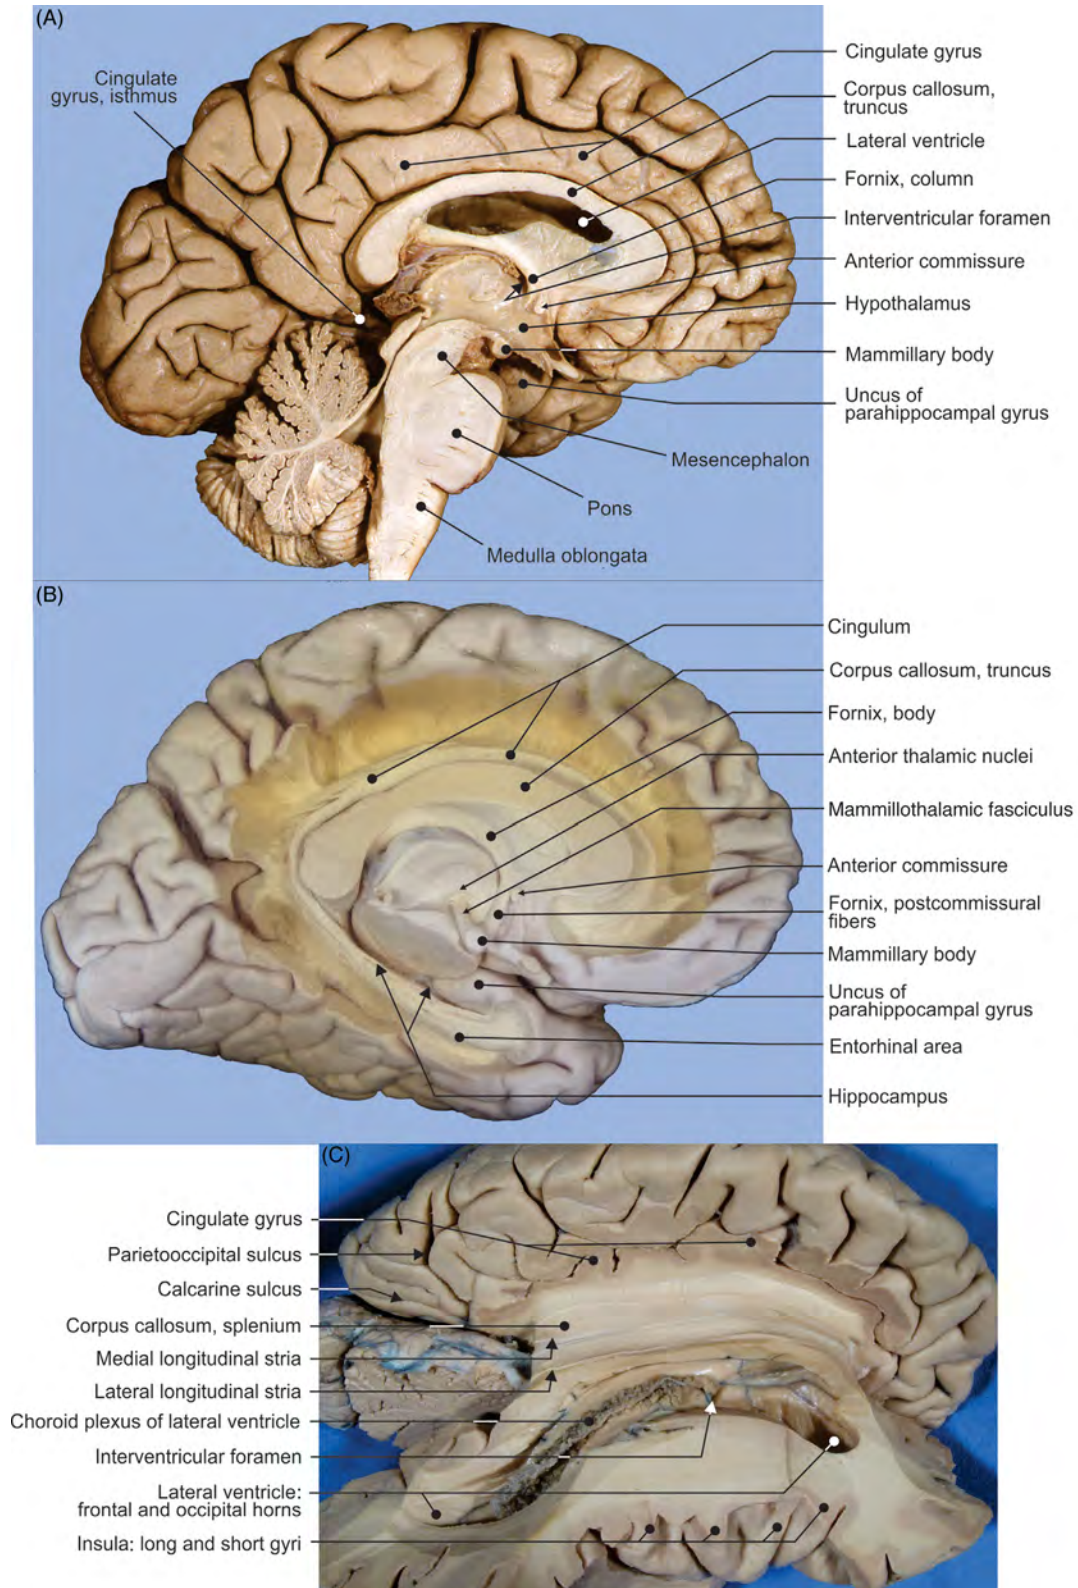 (A)
Cingulate
gyrus, isthmus
Cingulate gyrus
Corpus callosum,
truncus
Lateral ventricle
Fornix, column
Interventricular foramen
Anterior commissure
Hypothalamus
Mammillary body
Uncus of
parahippocampal gyrus
Mesencephalon
Pons
Medulla oblongata
(B)
Cingulum
Corpus callosum, truncus
Fornix, body
Anterior thalamic nuclei
Mammillothalamic fasciculus
Anterior commissure
Fornix, postcommissural
fibers
Mammillary body
Uncus of
parahippocampal gyrus
Entorhinal area
Hippocampus
(C)
Cingulate gyrus
Parietooccipital sulcus
Calcarine sulcus
Corpus callosum, splenium
Medial longitudinal stria
Lateral longitudinal stria
Choroid plexus of lateral ventricle
Interventricular foramen
Lateral ventricle:
frontal and occipital horns
Insula: long and short gyri